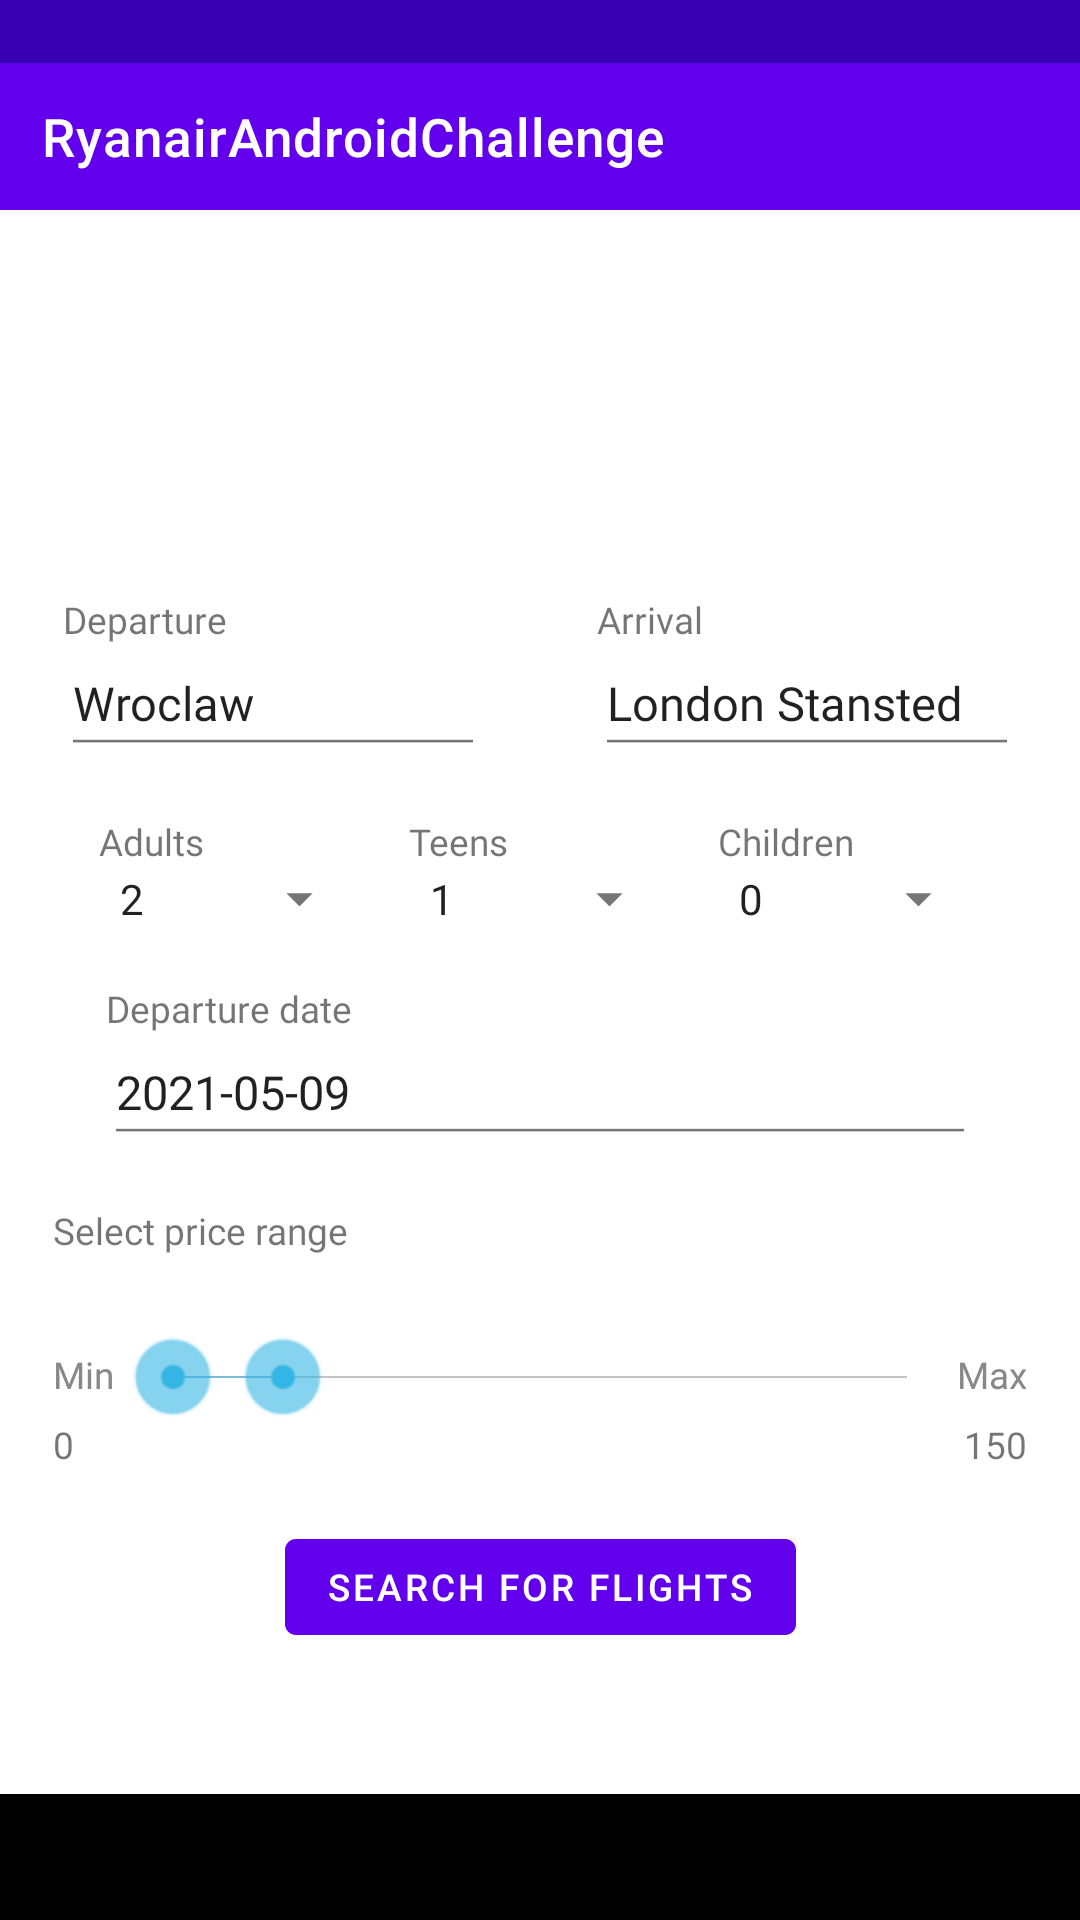 RyanairAndroidChallenge
Departure Arrival
Wroclaw London Stansted
Adults Teens Children
2 1 0
Departure date
2021-05-09
Select price range
Min Max
0 150
SEARCH FOR FLIGHTS